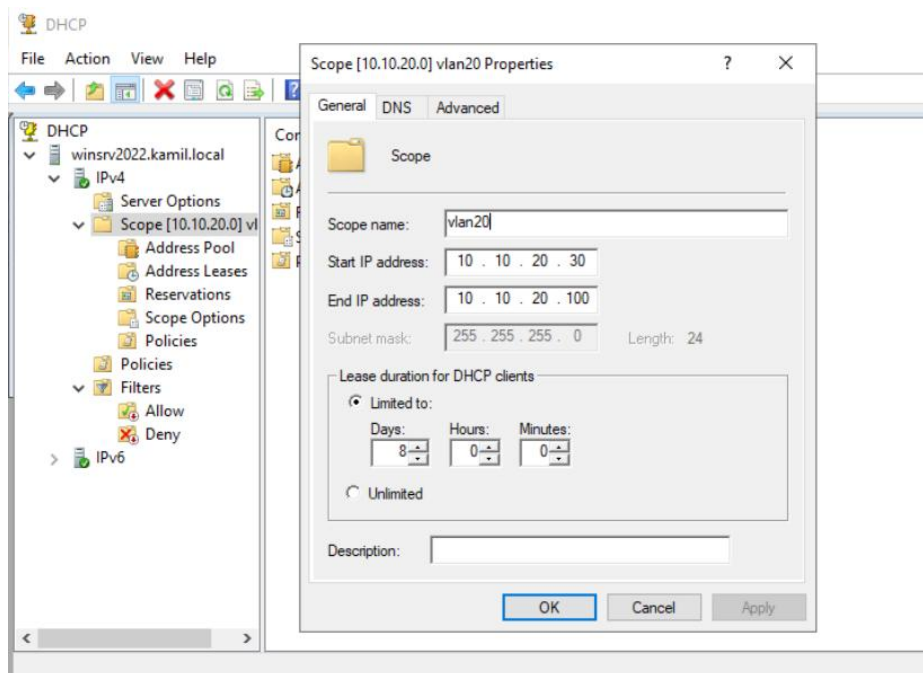 DHCP
File Action View Help
DHCP
winsrv2022.kamil.local
IPv4
Server Options
Scope [10.10.20.0] vl
Address Pool
Address Leases
Reservations
Scope Options
Policies
Policies
Filters
Allow
Deny
IPv6
Scope [10.10.20.0] vlan20 Properties ? X
General DNS Advanced
Scope
Scope name: vlan20
Start IP address: 10 . 10 . 20 . 30
End IP address: 10 . 10 . 20 . 100
Subnet mask: 255 . 255 . 255 . 0 Length: 24
Lease duration for DHCP clients
Limited to:
Days: Hours: Minutes:
8 0 0
Unlimited
Description:
OK Cancel Apply